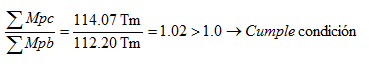 ∑Mpc / ∑Mpb = 114.07 Tm / 112.20 Tm = 1.02 > 1.0 → Cumple condición